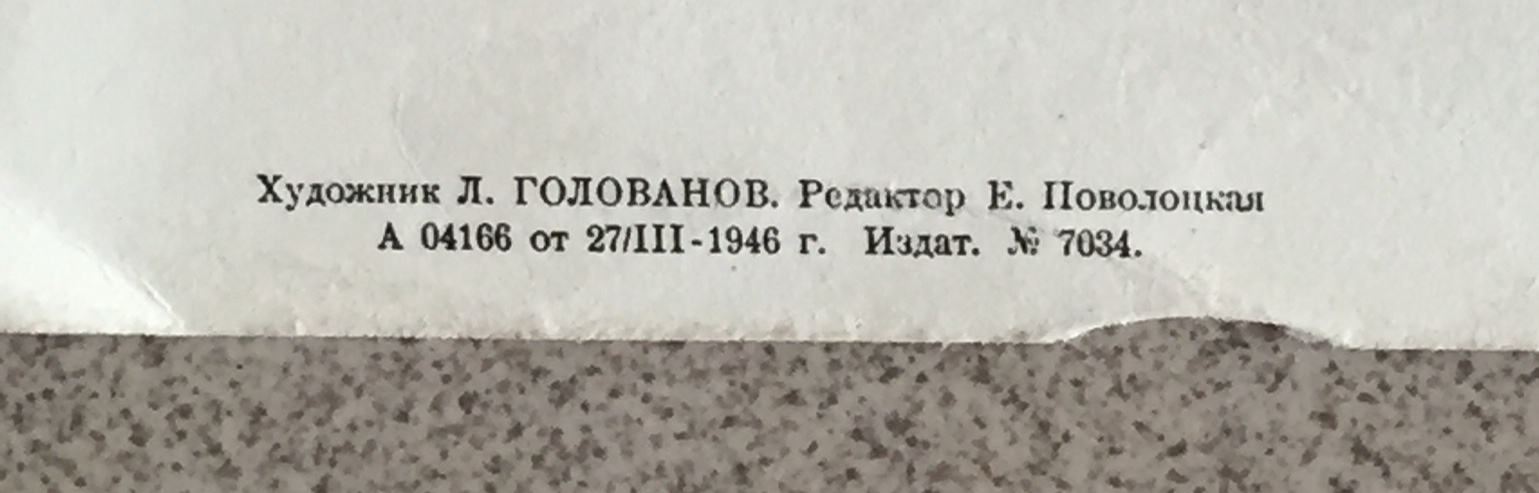 Художник Л. ГОЛОВАНОВ. Редактор Е. Поволоцкая
А 04166 от 27/III-1946 г. Издат. № 7034.